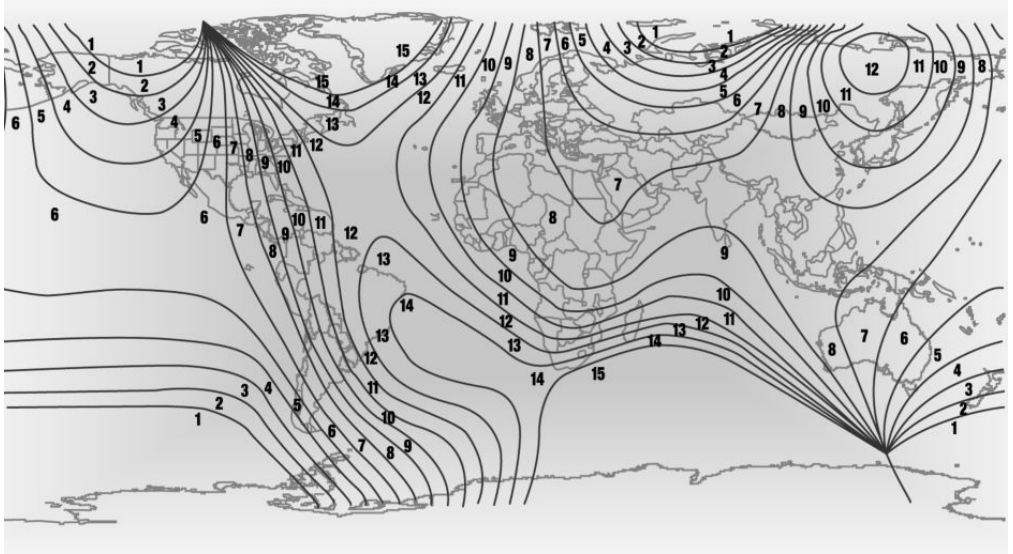 1 1 15 1 1
2 2 15 14 13 11 10 9 8 7 6 5 4 3 2 2 12 11 10 9 8
3 3 14 12 3 4 5 6 11 10
4 4 13 7 8 9
5 5 6 7 8 9 10 11 12
6
7
6 6 7 8 9 10 11 12 8
13 9 9
10 10
14 11 12 13 11
12 14
13 13 15 8 7 6 5
12 14 4
3 4 5 11 3
2 10 2
1 6 7 8 9 1